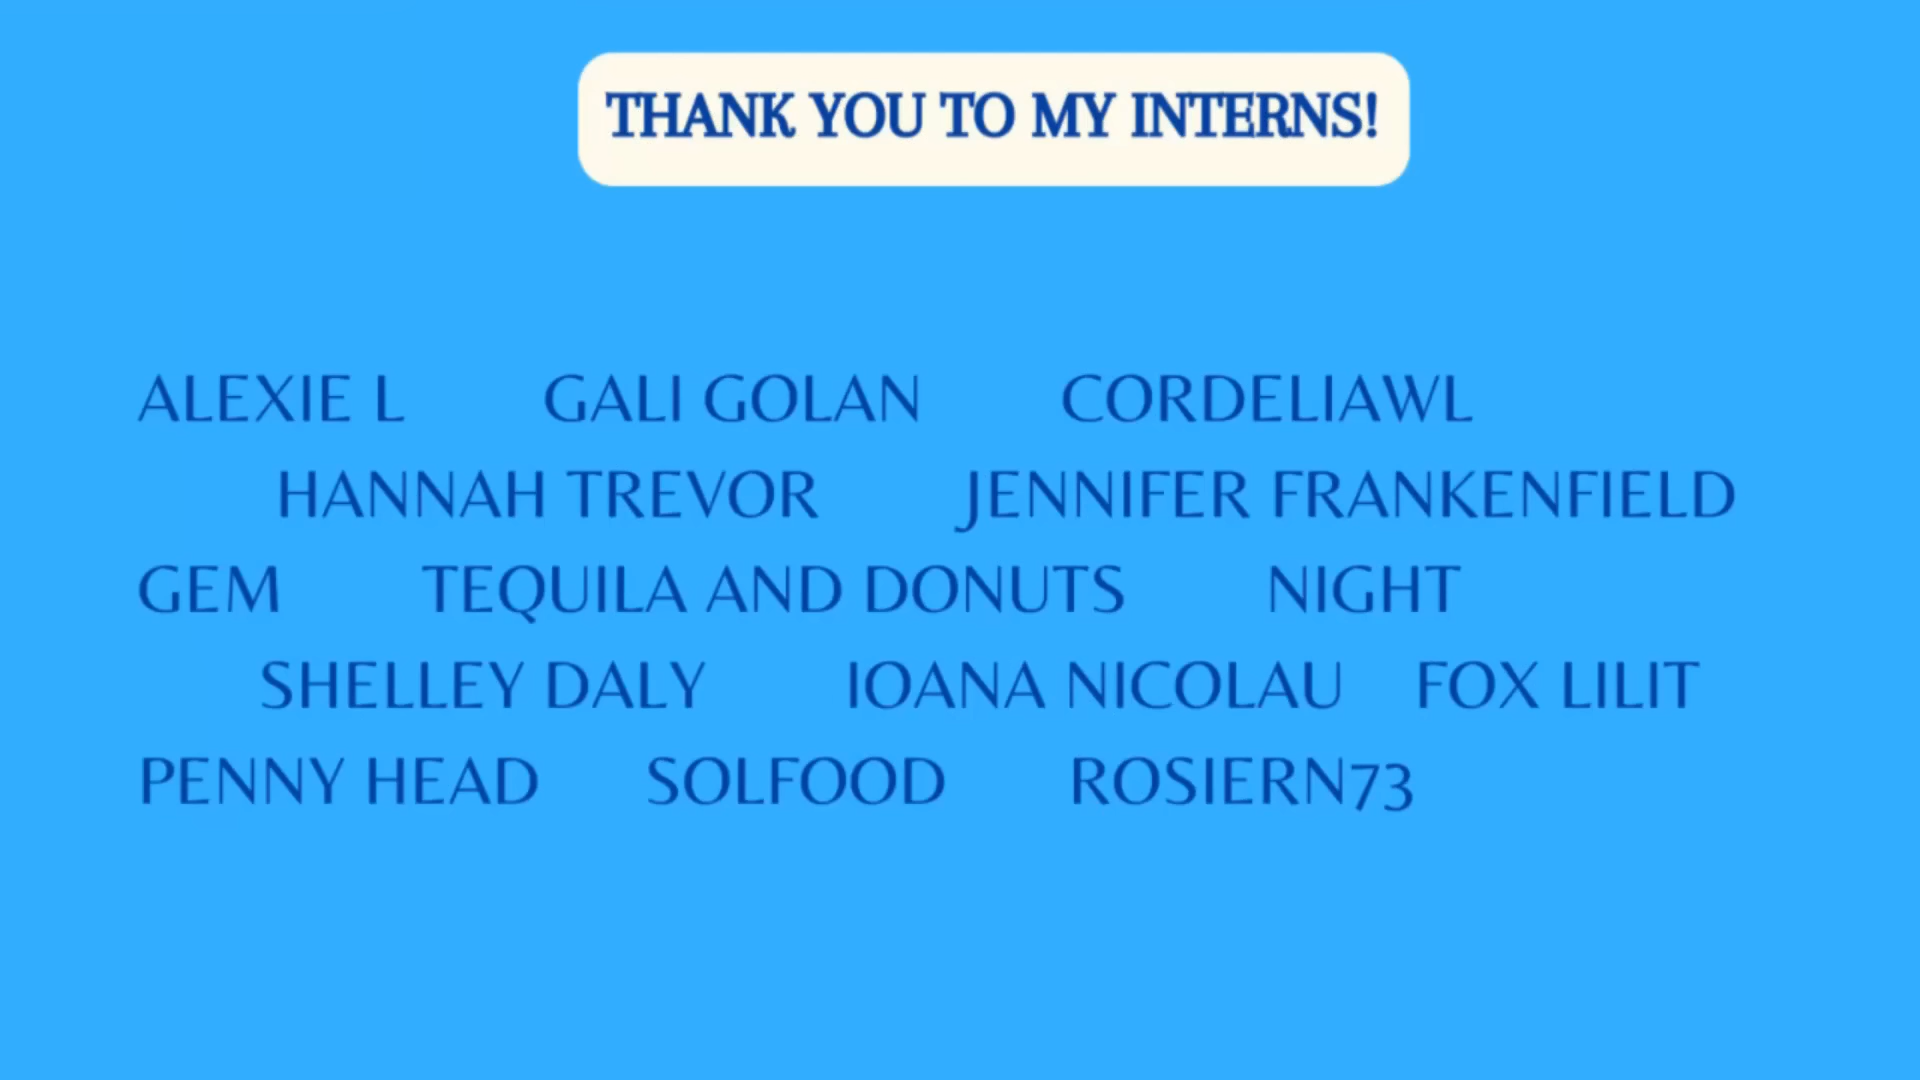 THANK YOU TO MY INTERNS!
ALEXIE L GALI GOLAN CORDELIAWL
HANNAH TREVOR JENNIFER FRANKENFIELD
GEM TEQUILA AND DONUTS NIGHT
SHELLEY DALY IOANA NICOLAU FOX LILIT
PENNY HEAD SOLFOOD ROSIERN73